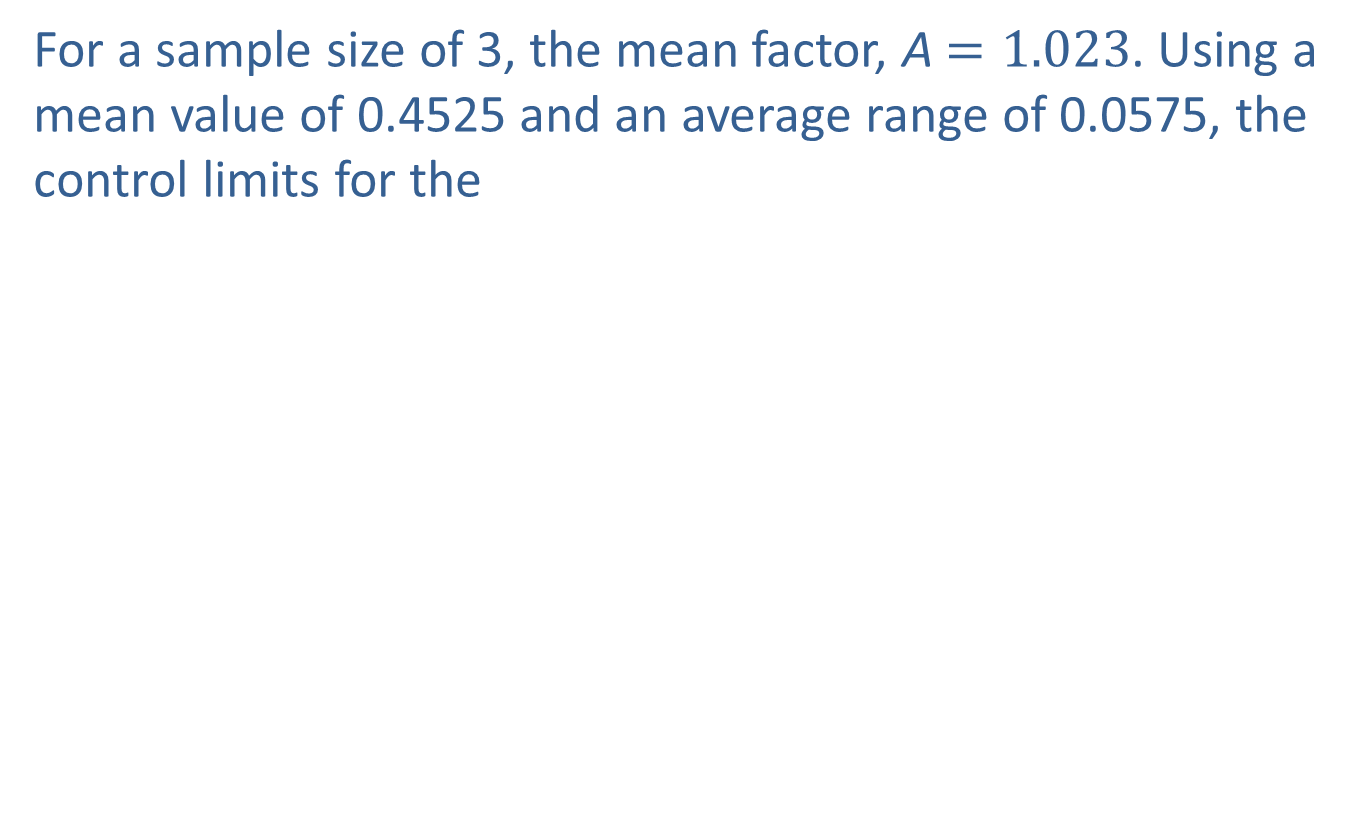 For a sample size of 3, the mean factor, A = 1.023. Using a
mean value of 0.4525 and an average range of 0.0575, the
control limits for the